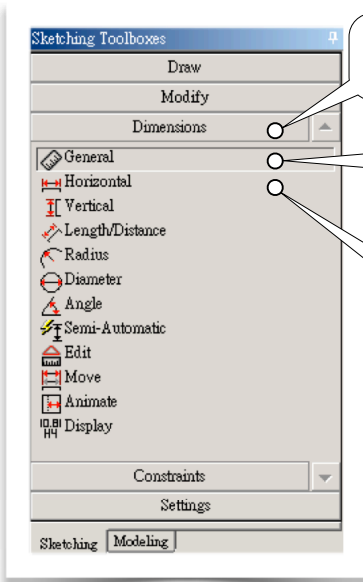 Sketching Toolboxes
Draw
Modify
Dimensions
General
Horizontal
Vertical
Length/Distance
Radius
Diameter
Angle
Semi-Automatic
Edit
Move
Animate
Display
Constraints
Settings
Sketching Modeling